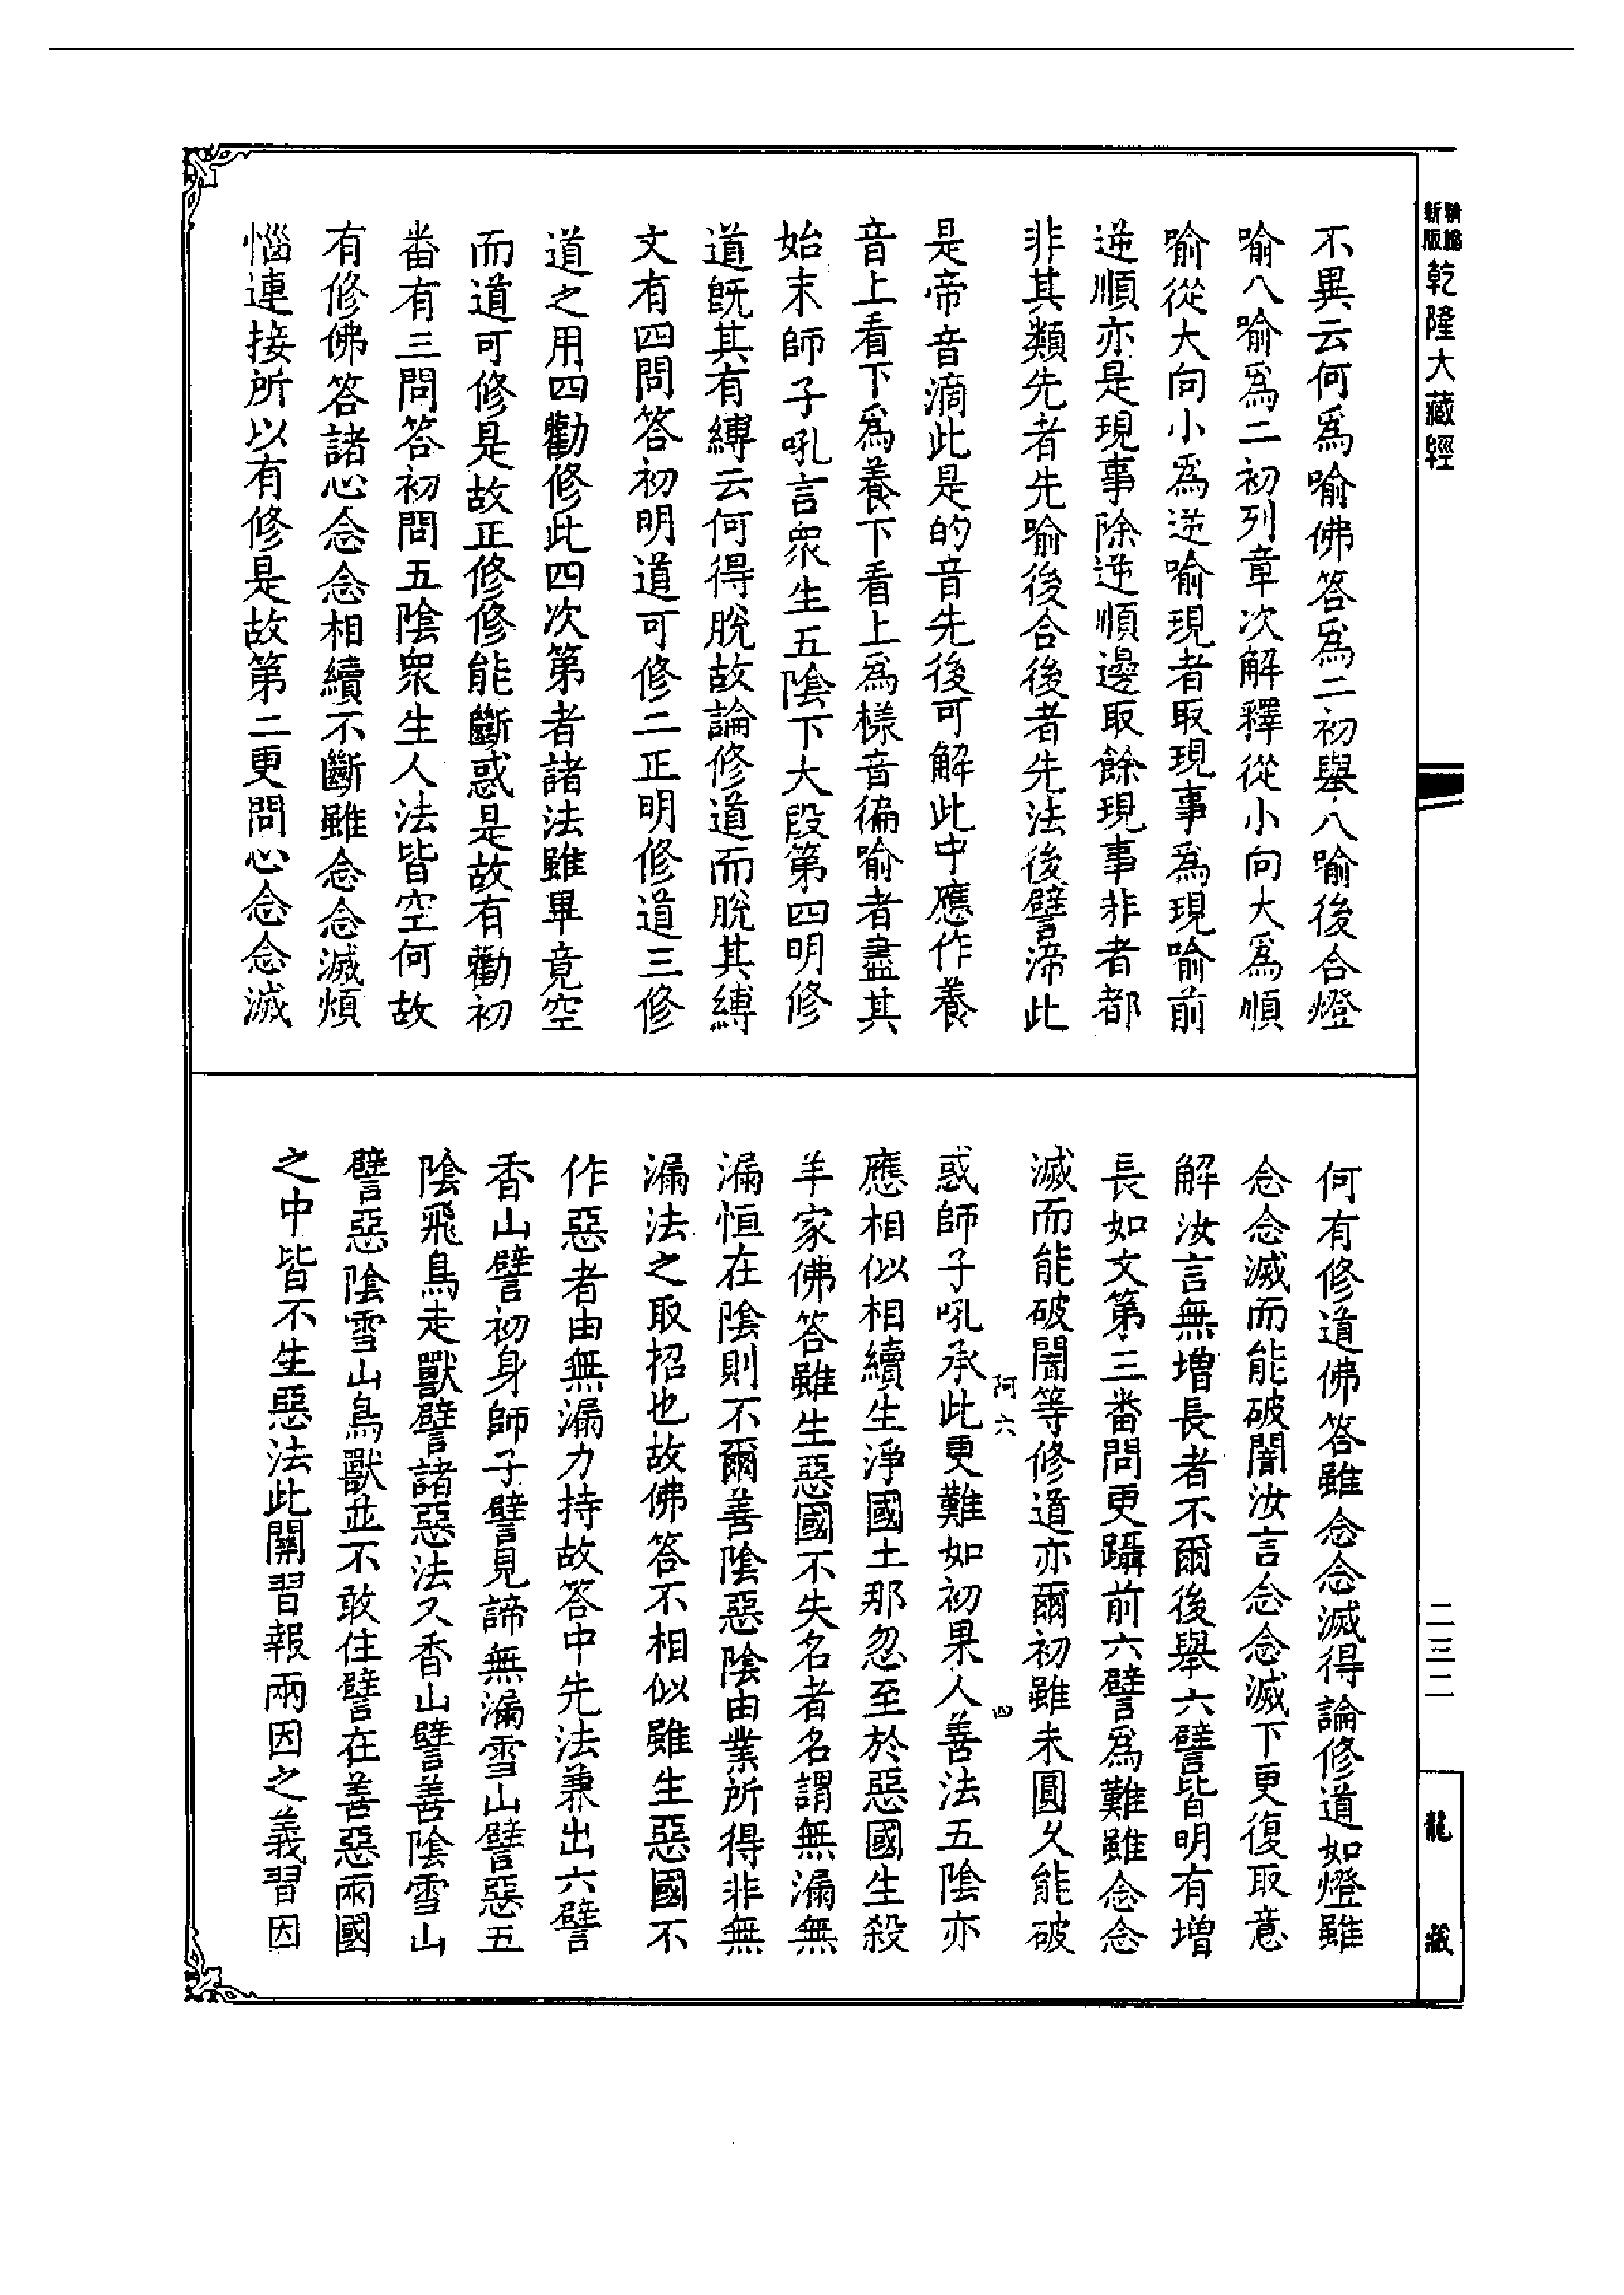 新編
新版
乾隆大藏經
不異云何爲喻佛答爲二初舉八喻後合燈
喻八喻爲二初列章次解釋從小向大爲順
喻從大向小爲逆喻現者取現事爲現喻前
逆順亦是現事除逆順邊取餘現事非者都
非其類先者先喻後合後者先法後譬渧此
是帝音滴此是的音先後可解此中應作養
音上看下爲養下看上爲樣音徧喻者盡其
始末師子吼言衆生五陰下大段第四明修
道旣其有縛云何得脫故論修道而脫其縛
文有四問答初明道可修二正明修道三修
道之用四勸修此四次第者諸法雖畢竟空
而道可修是故正修修能斷惑是故有勸初
番有三問答初問五陰衆生人法皆空何故
有修佛答諸心念念相續不斷雖念念滅煩
惱連接所以有修是故第二更問心念念滅
何有修道佛答雖念念滅得論修道如燈雖
念念滅而能破闇汝言念念滅下更復取意
解汝言無增長者不爾後舉六譬皆明有增
長如文第三番問更躡前六譬爲難雖念念
滅而能破闇等修道亦爾初雖未圓久能破
阿六
四
惑師子吼承此更難如初果人善法五陰亦
應相似相續生淨國土那忽至於惡國生殺
羊家佛答雖生惡國不失名者名謂無漏無
漏恒在陰則不爾善陰惡陰由業所得非無
漏法之取招也故佛答不相似雖生惡國不
作惡者由無漏力持故答中先法兼出六譬
香山譬初身師子譬見諦無漏雪山譬惡五
陰飛鳥走獸譬諸惡法又香山譬善陰雪山
譬惡陰雪山鳥獸並不敢住譬在善惡兩國
之中皆不生惡法此關習報兩因之義習因
二三二
龍藏